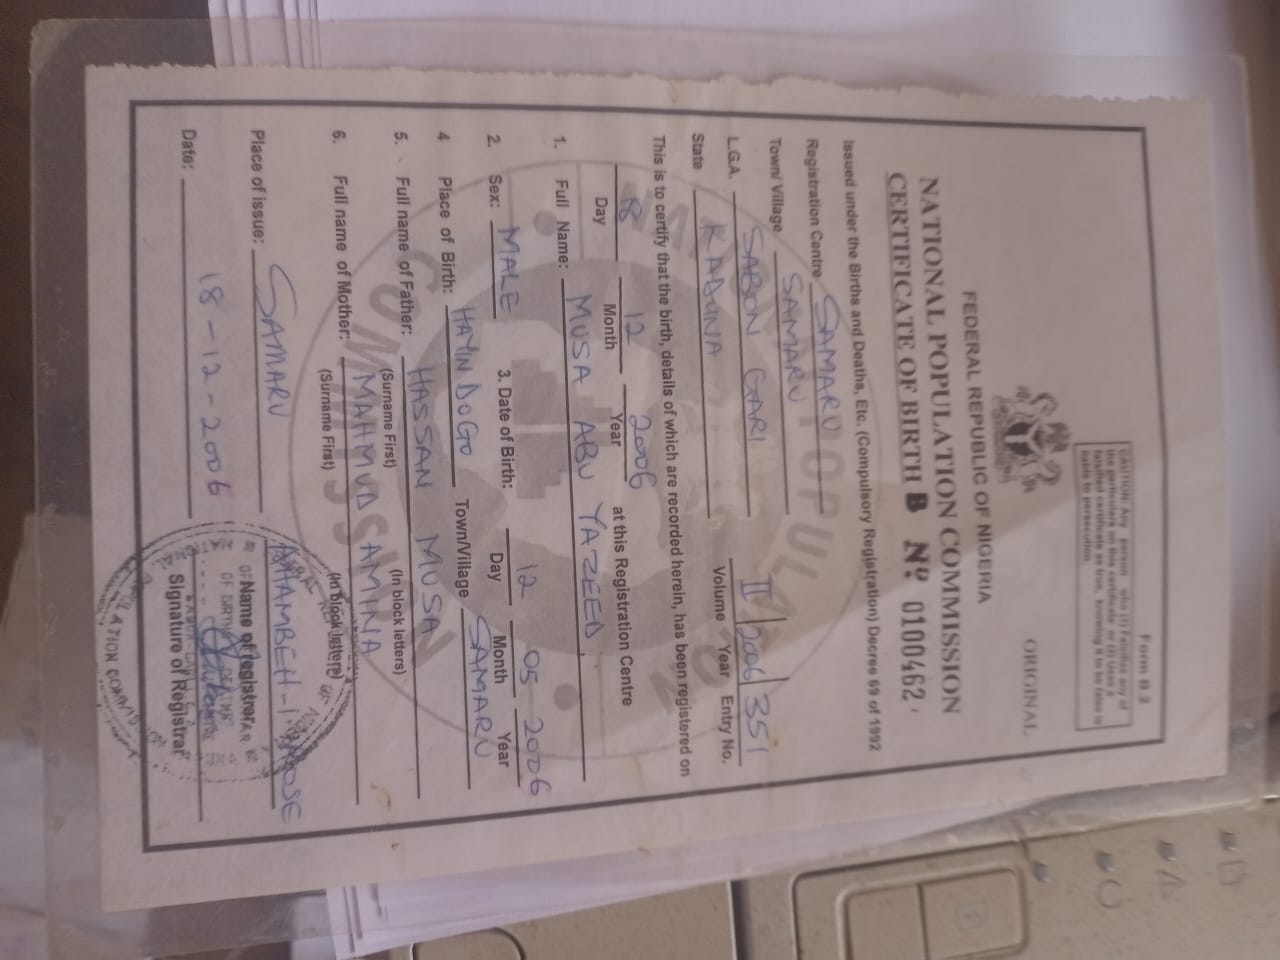 Form B.2
CAUTION: Any person who (1) Falsifies any of
the particulars on this certificate or (2) Uses a
falsified certificate as true, knowing it to be false is
liable to prosecution.
ORIGINAL
FEDERAL REPUBLIC OF NIGERIA
NATIONAL POPULATION COMMISSION
CERTIFICATE OF BIRTH B Nº 0100462
Issued under the Births and Deaths, Etc. (Compulsory Registration) Decree 69 of 1992
Registration Centre SAMARU
Town/Village SAMARU
L.G.A. SABON GARI II/2006/351
State KADUNA Volume Year Entry No.
This is to certify that the birth, details of which are recorded herein, has been registered on
18 12 2006 at this Registration Centre
Day Month Year
1. Full Name: MUSA ABU YAZEED
2. Sex: MALE 3. Date of Birth: 12 05 2006
Day Month Year
4 Place of Birth: HAYIN DOGO Town/Village SAMARU
5. Full name of Father: HASSAN MUSA
(Surname First) (In block letters)
6. Full name of Mother: MAHMUD AMINA
(Surname First) (In block letters)
Place of issue: SAMARU
Name of registrar
Date: 18-12-2006
Signature of Registrar
NATIONAL POPULATION COMMISSION